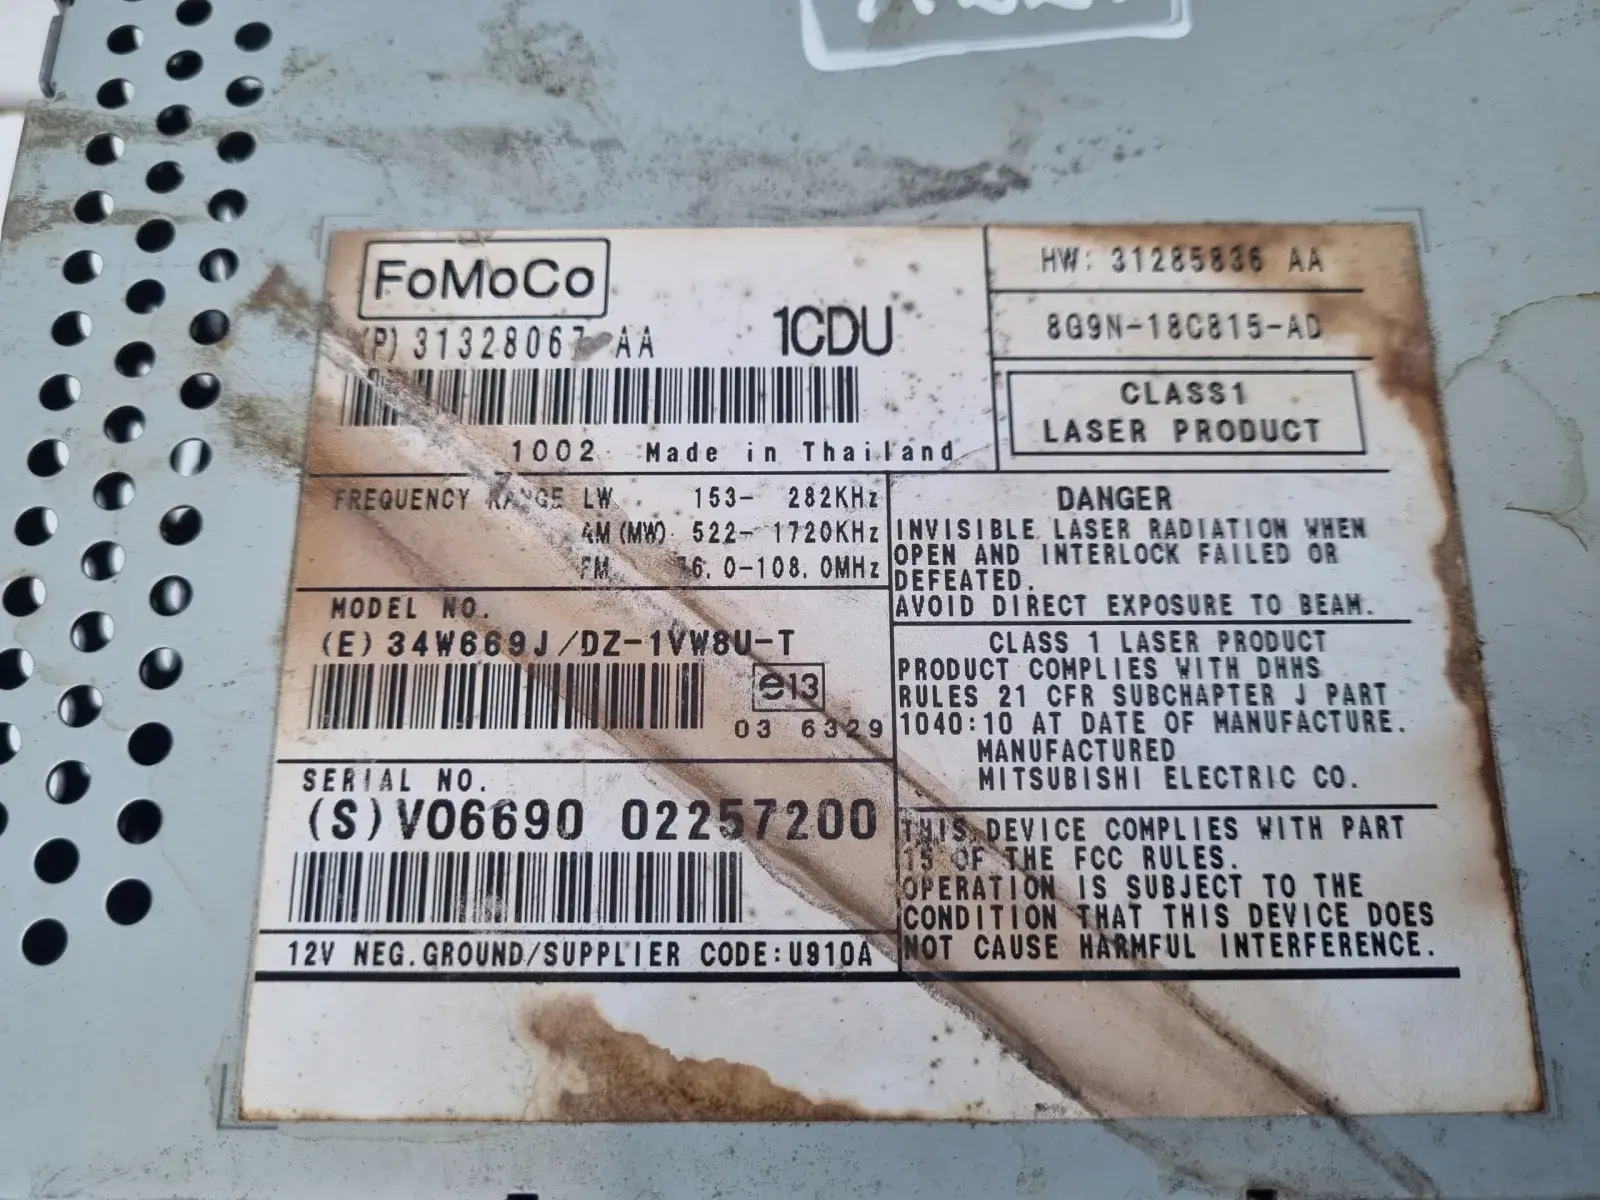 FoMoCo
(P) 31328067 AA
1CDU
1002 Made in Thailand
HW: 31285836 AA
8G9N-18C815-AD
CLASS1
LASER PRODUCT
FREQUENCY RANGE LW 153- 282KHz
AM (MW) 522- 1720KHz
FM 76.0-108.0MHz
MODEL NO.
(E) 34W669J/DZ-1VW8U-T
e13
03 6329
SERIAL NO.
(S) V06690 02257200
12V NEG.GROUND/SUPPLIER CODE:U910A
DANGER
INVISIBLE LASER RADIATION WHEN
OPEN AND INTERLOCK FAILED OR
DEFEATED.
AVOID DIRECT EXPOSURE TO BEAM.
CLASS 1 LASER PRODUCT
PRODUCT COMPLIES WITH DHHS
RULES 21 CFR SUBCHAPTER J PART
1040:10 AT DATE OF MANUFACTURE.
MANUFACTURED
MITSUBISHI ELECTRIC CO.
THIS DEVICE COMPLIES WITH PART
15 OF THE FCC RULES.
OPERATION IS SUBJECT TO THE
CONDITION THAT THIS DEVICE DOES
NOT CAUSE HARMFUL INTERFERENCE.